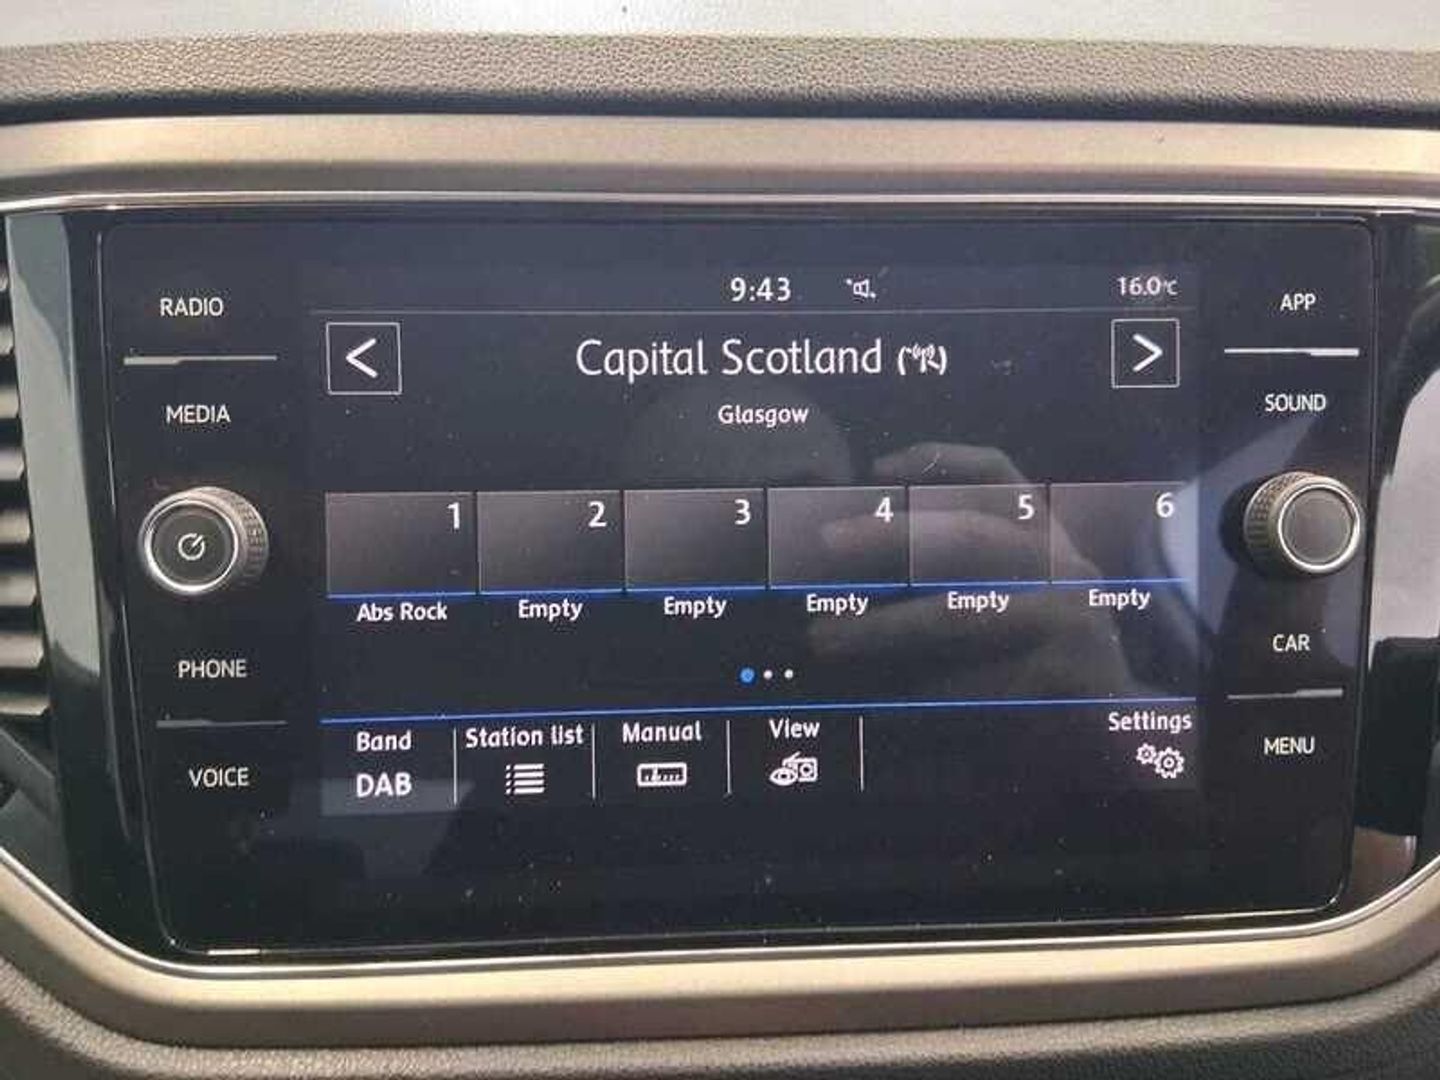 RADIO
MEDIA
PHONE
VOICE
9:43
16.0°C
< Capital Scotland >
Glasgow
1 2 3 4 5 6
Abs Rock Empty Empty Empty Empty Empty
Band Station list Manual View Settings
DAB
APP
SOUND
CAR
MENU